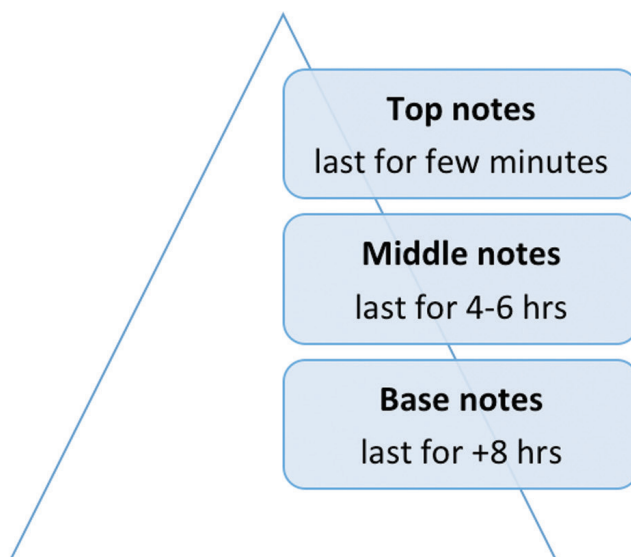 Top notes
last for few minutes
Middle notes
last for 4-6 hrs
Base notes
last for +8 hrs